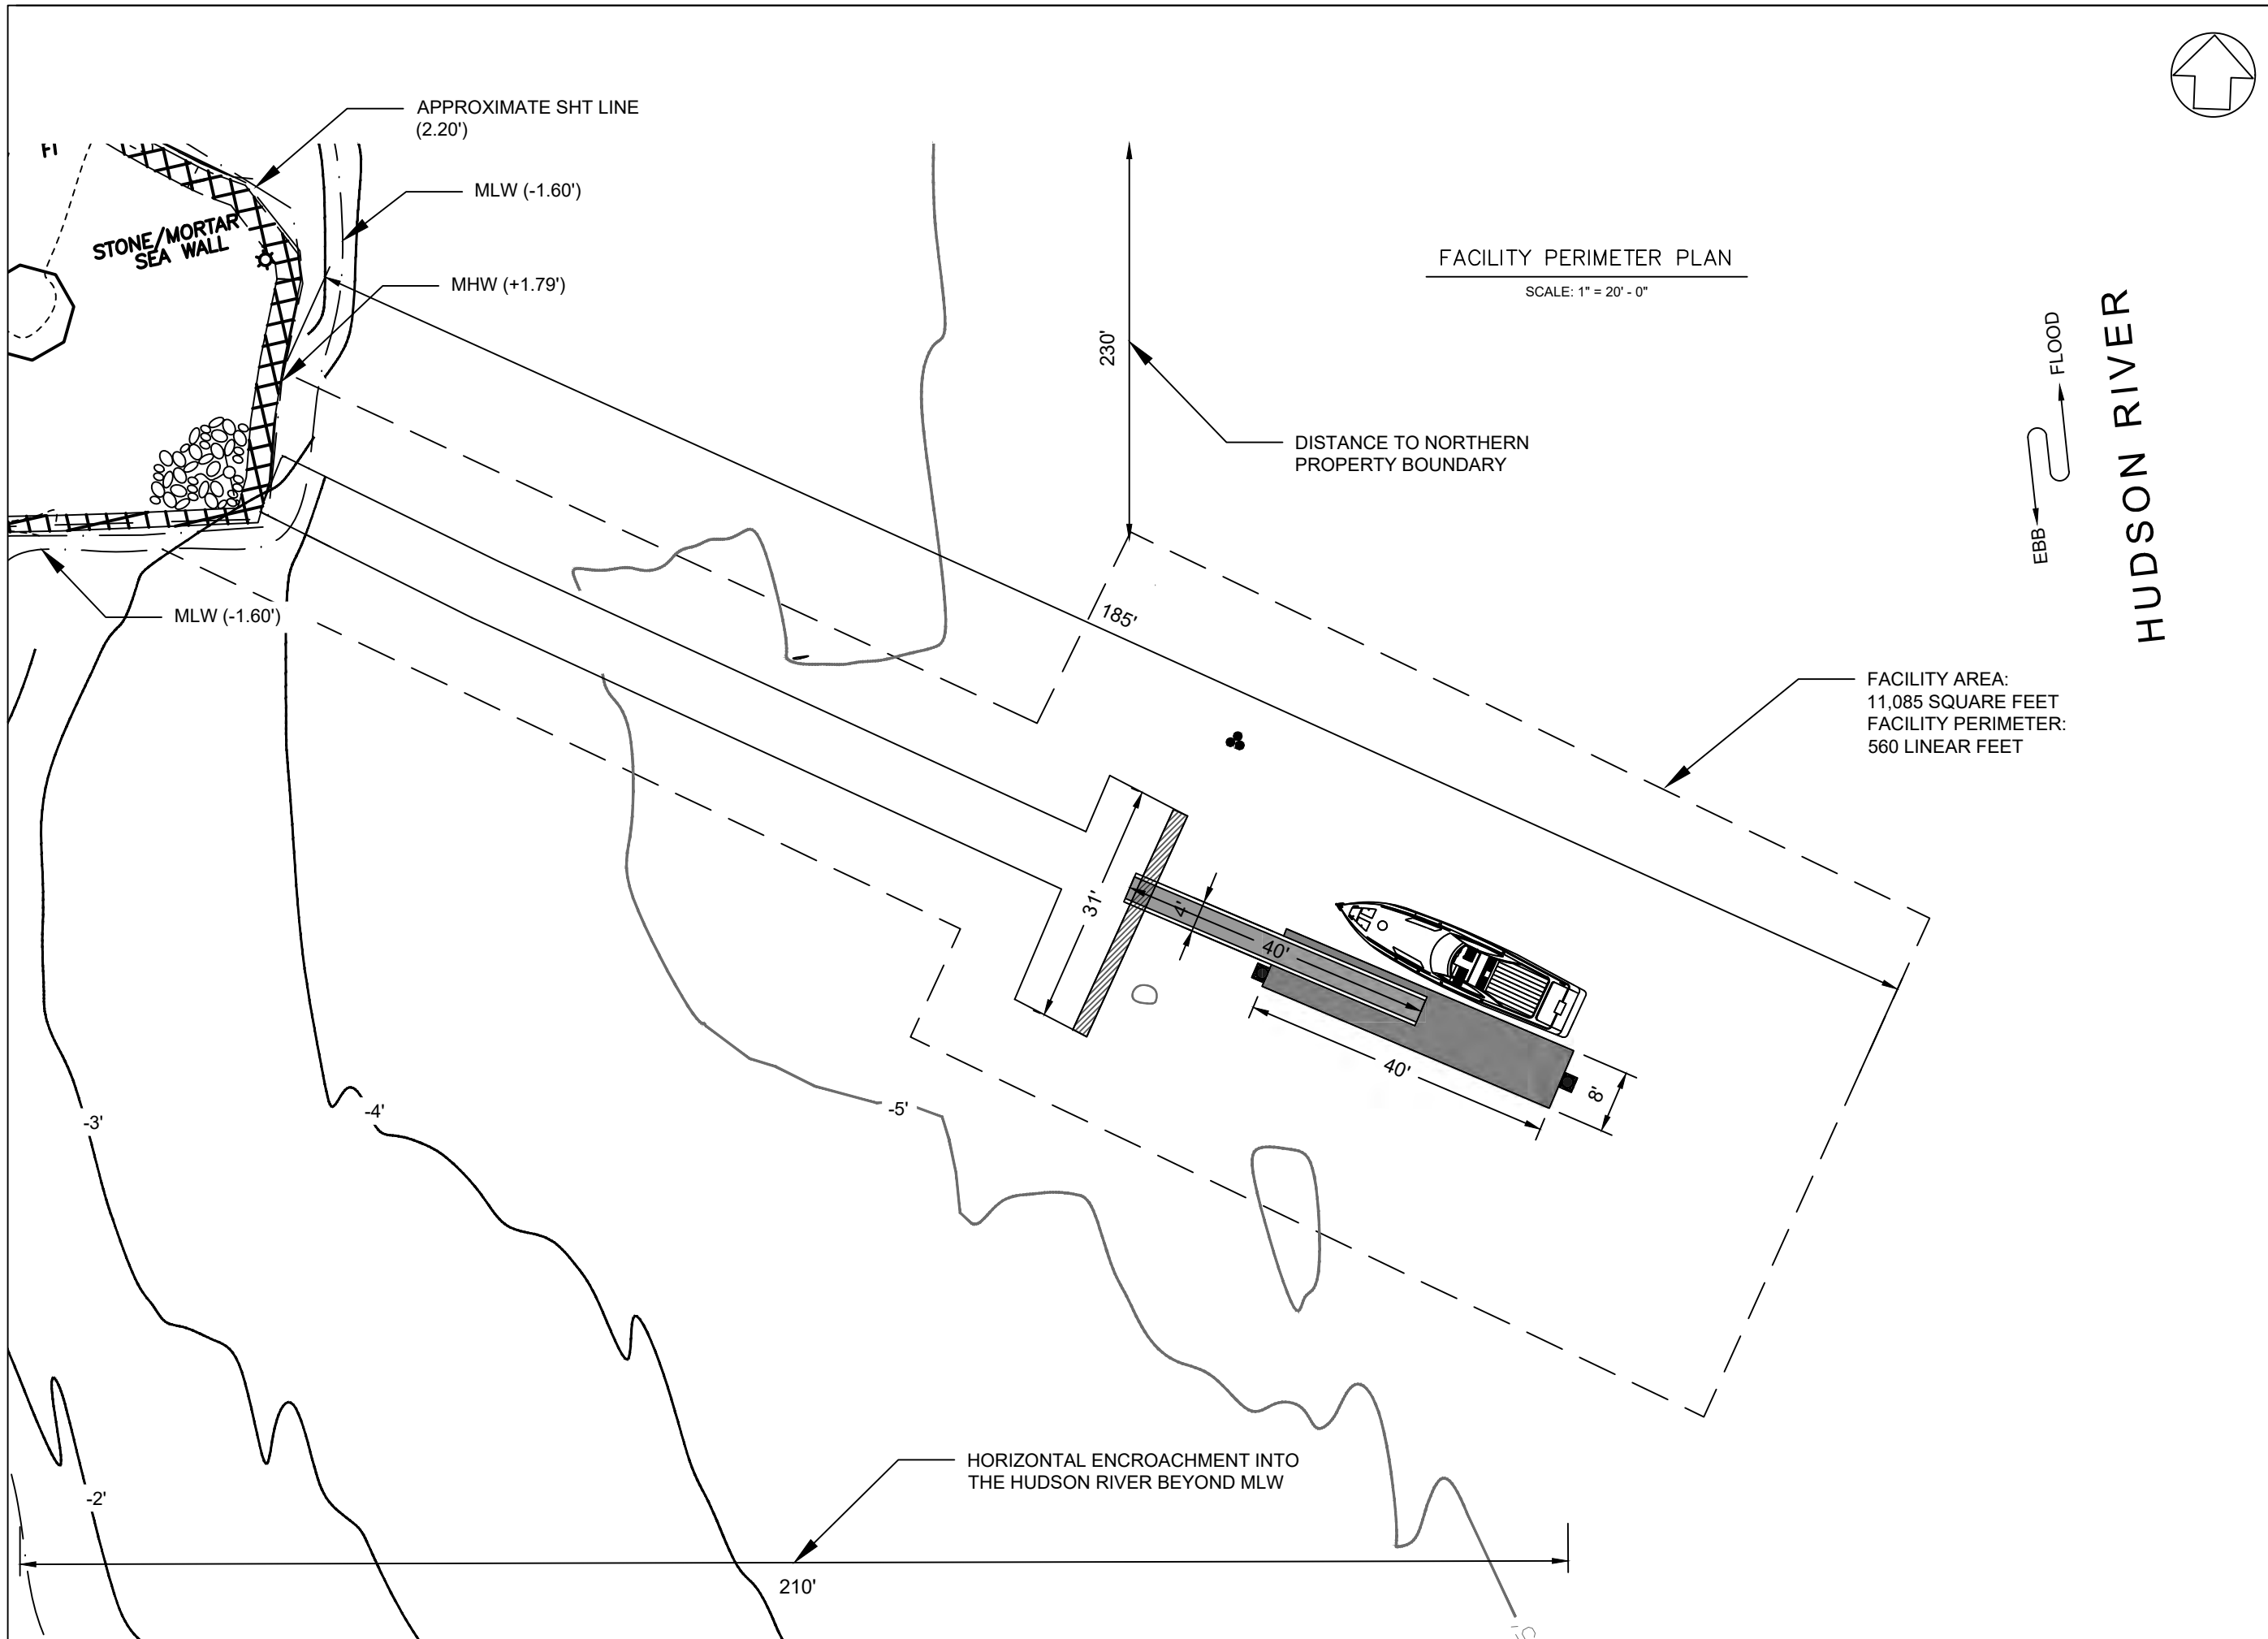 APPROXIMATE SHT LINE
(2.20')
MLW (-1.60')
STONE/MORTAR
SEA WALL
MHW (+1.79')
FACILITY PERIMETER PLAN
SCALE: 1" = 20' - 0"
230'
DISTANCE TO NORTHERN
PROPERTY BOUNDARY
FLOOD
EBB
HUDSON RIVER
MLW (-1.60')
185'
FACILITY AREA:
11,085 SQUARE FEET
FACILITY PERIMETER:
560 LINEAR FEET
31'
4'
40'
40'
8'
-3'
-4'
-5'
-2'
HORIZONTAL ENCROACHMENT INTO
THE HUDSON RIVER BEYOND MLW
210'